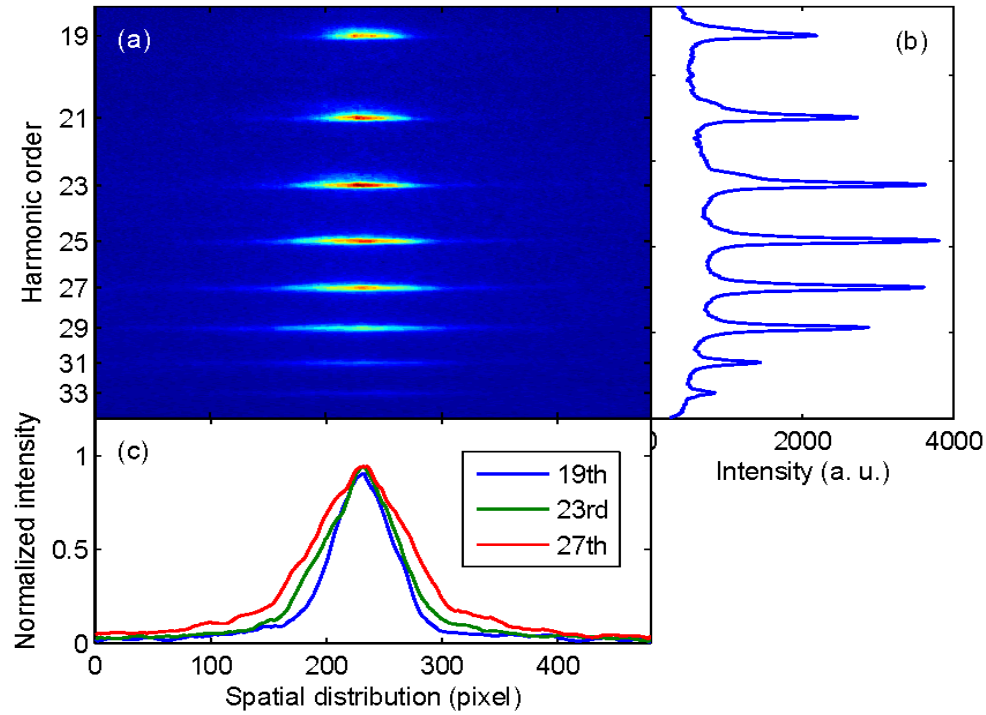 (a)
Harmonic order
19
21
23
25
27
29
31
33
(b)
0 2000 4000
Intensity (a. u.)
(c)
Normalized intensity
1
0.5
0
19th
23rd
27th
0 100 200 300 400
Spatial distribution (pixel)